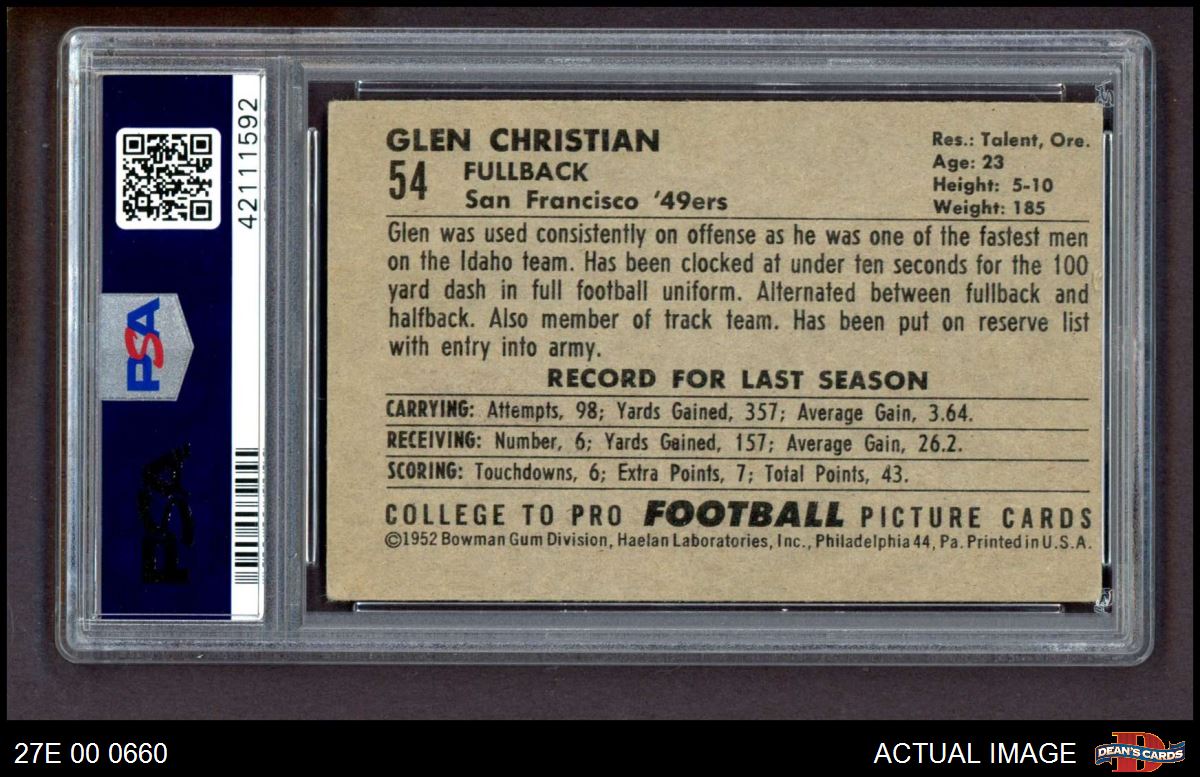 42111592
PSA
PSA
GLEN CHRISTIAN
54 FULLBACK
San Francisco '49ers
Res.: Talent, Ore.
Age: 23
Height: 5-10
Weight: 185
Glen was used consistently on offense as he was one of the fastest men
on the Idaho team. Has been clocked at under ten seconds for the 100
yard dash in full football uniform. Alternated between fullback and
halfback. Also member of track team. Has been put on reserve list
with entry into army.
RECORD FOR LAST SEASON
CARRYING: Attempts, 98; Yards Gained, 357; Average Gain, 3.64.
RECEIVING: Number, 6; Yards Gained, 157; Average Gain, 26.2.
SCORING: Touchdowns, 6; Extra Points, 7; Total Points, 43.
COLLEGE TO PRO FOOTBALL PICTURE CARDS
©1952 Bowman Gum Division, Haelan Laboratories, Inc., Philadelphia 44, Pa. Printed in U.S.A.
27E 00 0660
ACTUAL IMAGE
DEAN'S CARDS